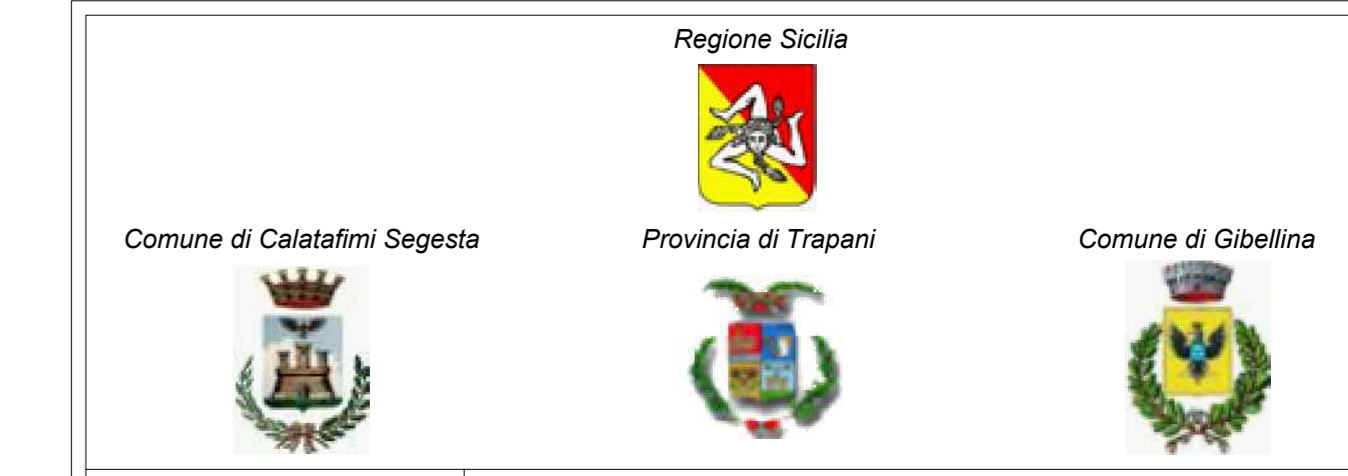 Regione Sicilia
Comune di Calatafimi Segesta
Provincia di Trapani
Comune di Gibellina